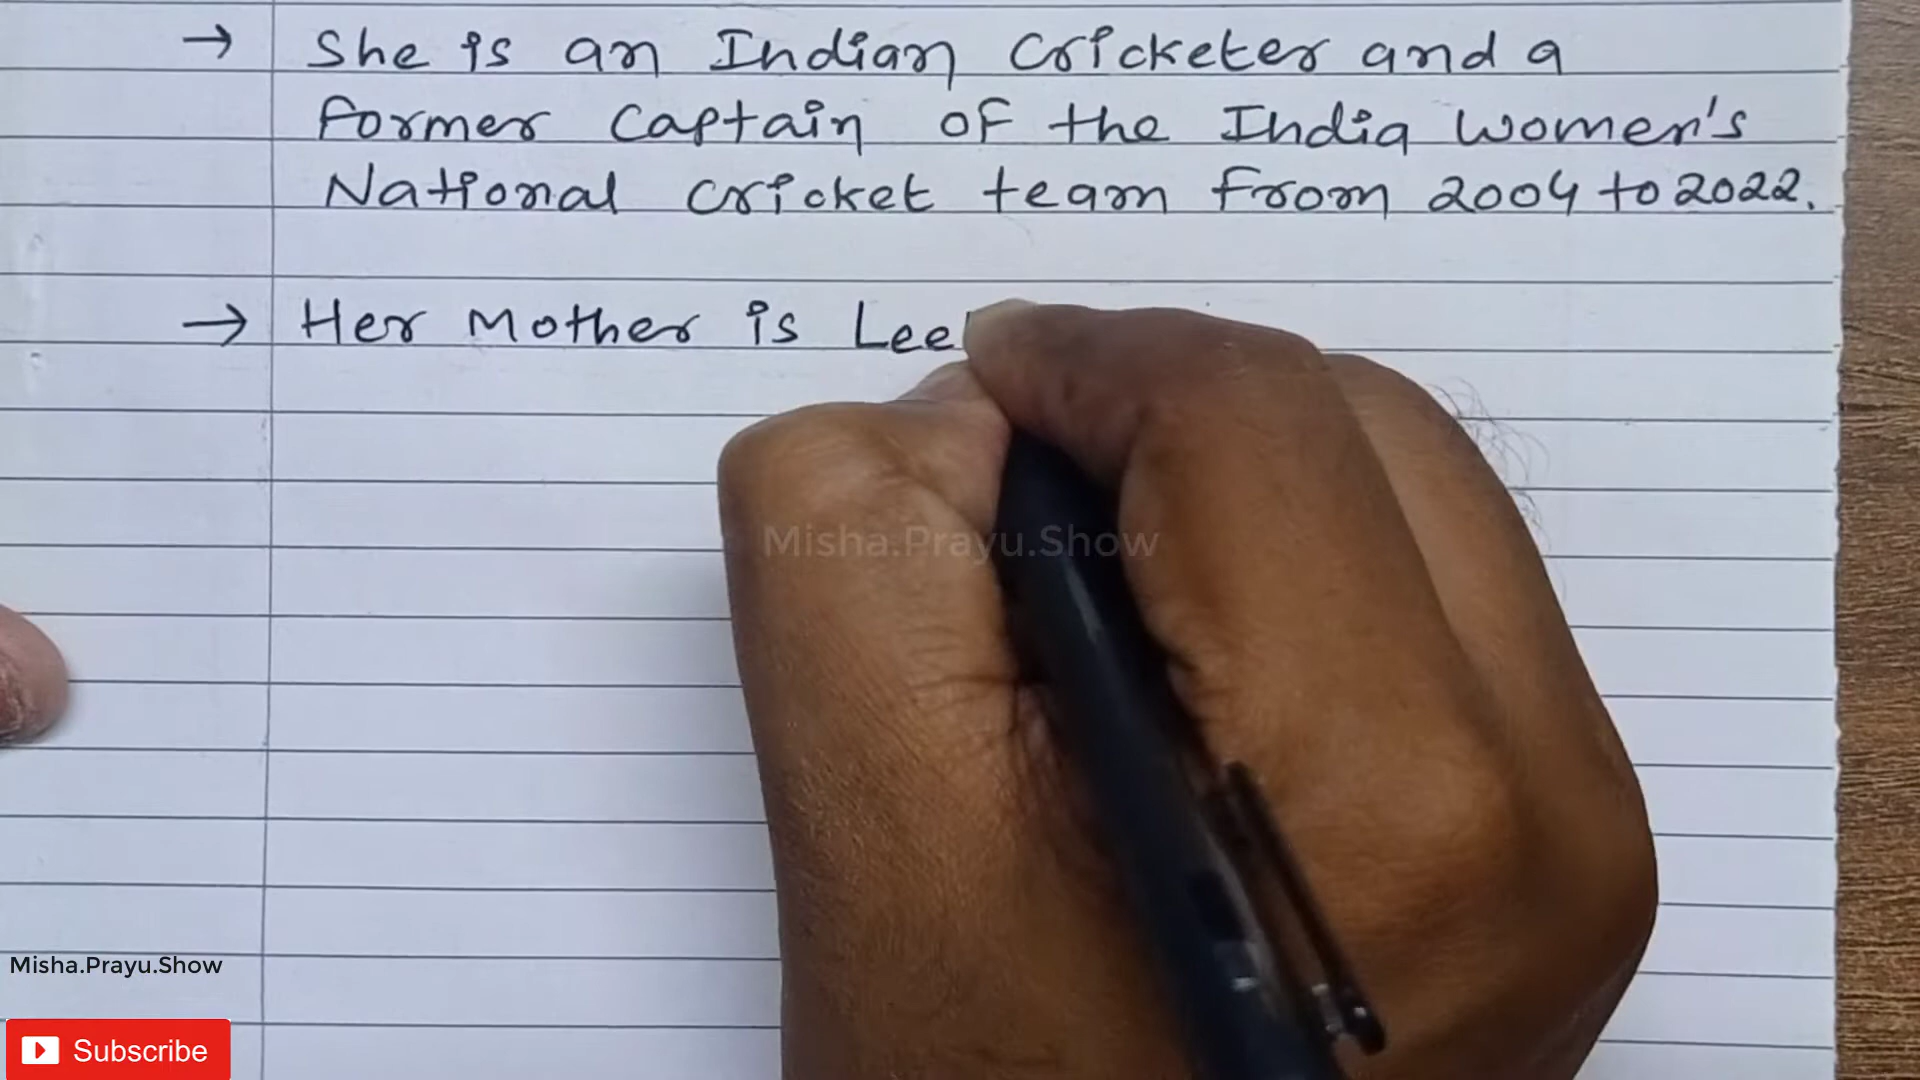 → She is an Indian Cricketer and a
former Captain of the India Women's
National cricket team from 2004 to 2022.
→ Her Mother is Lee
Misha.Prayu.Show
Misha.Prayu.Show
Subscribe